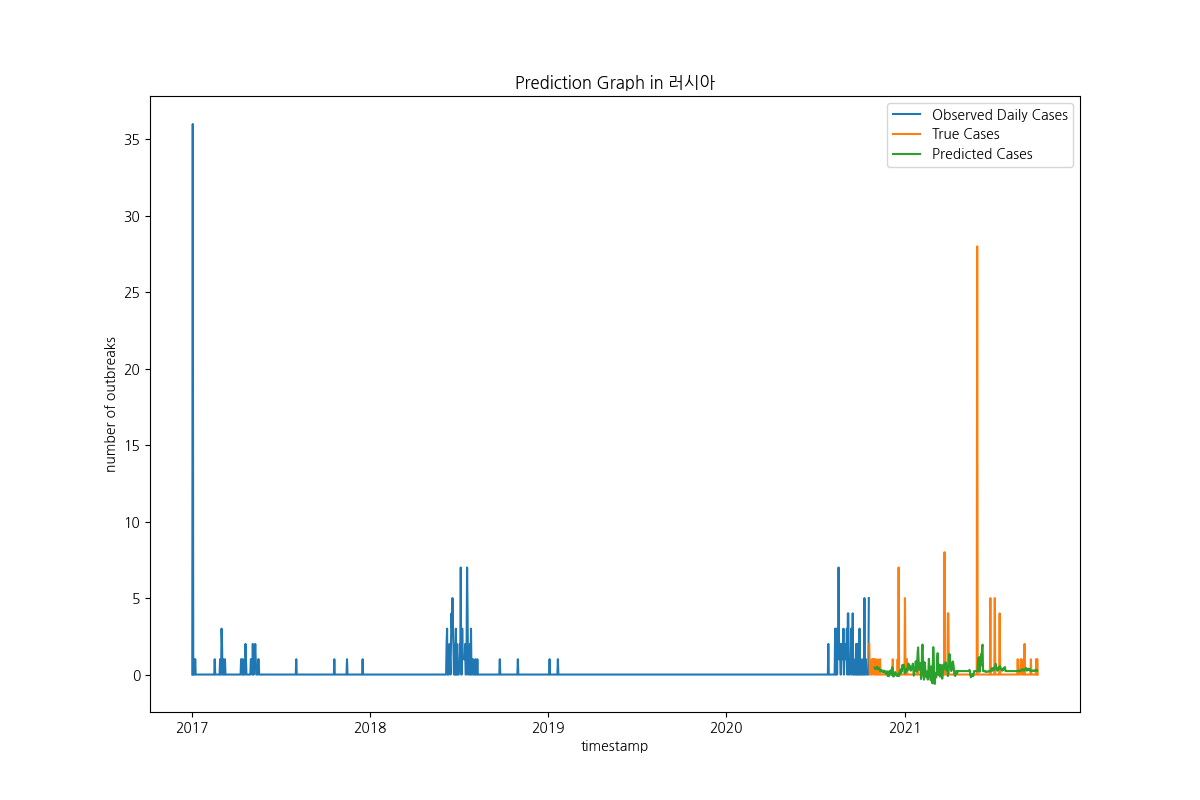 Prediction Graph in 러시아
Observed Daily Cases
True Cases
Predicted Cases
35
30
25
20
15
10
5
0
number of outbreaks
2017
2018
2019
2020
2021
timestamp